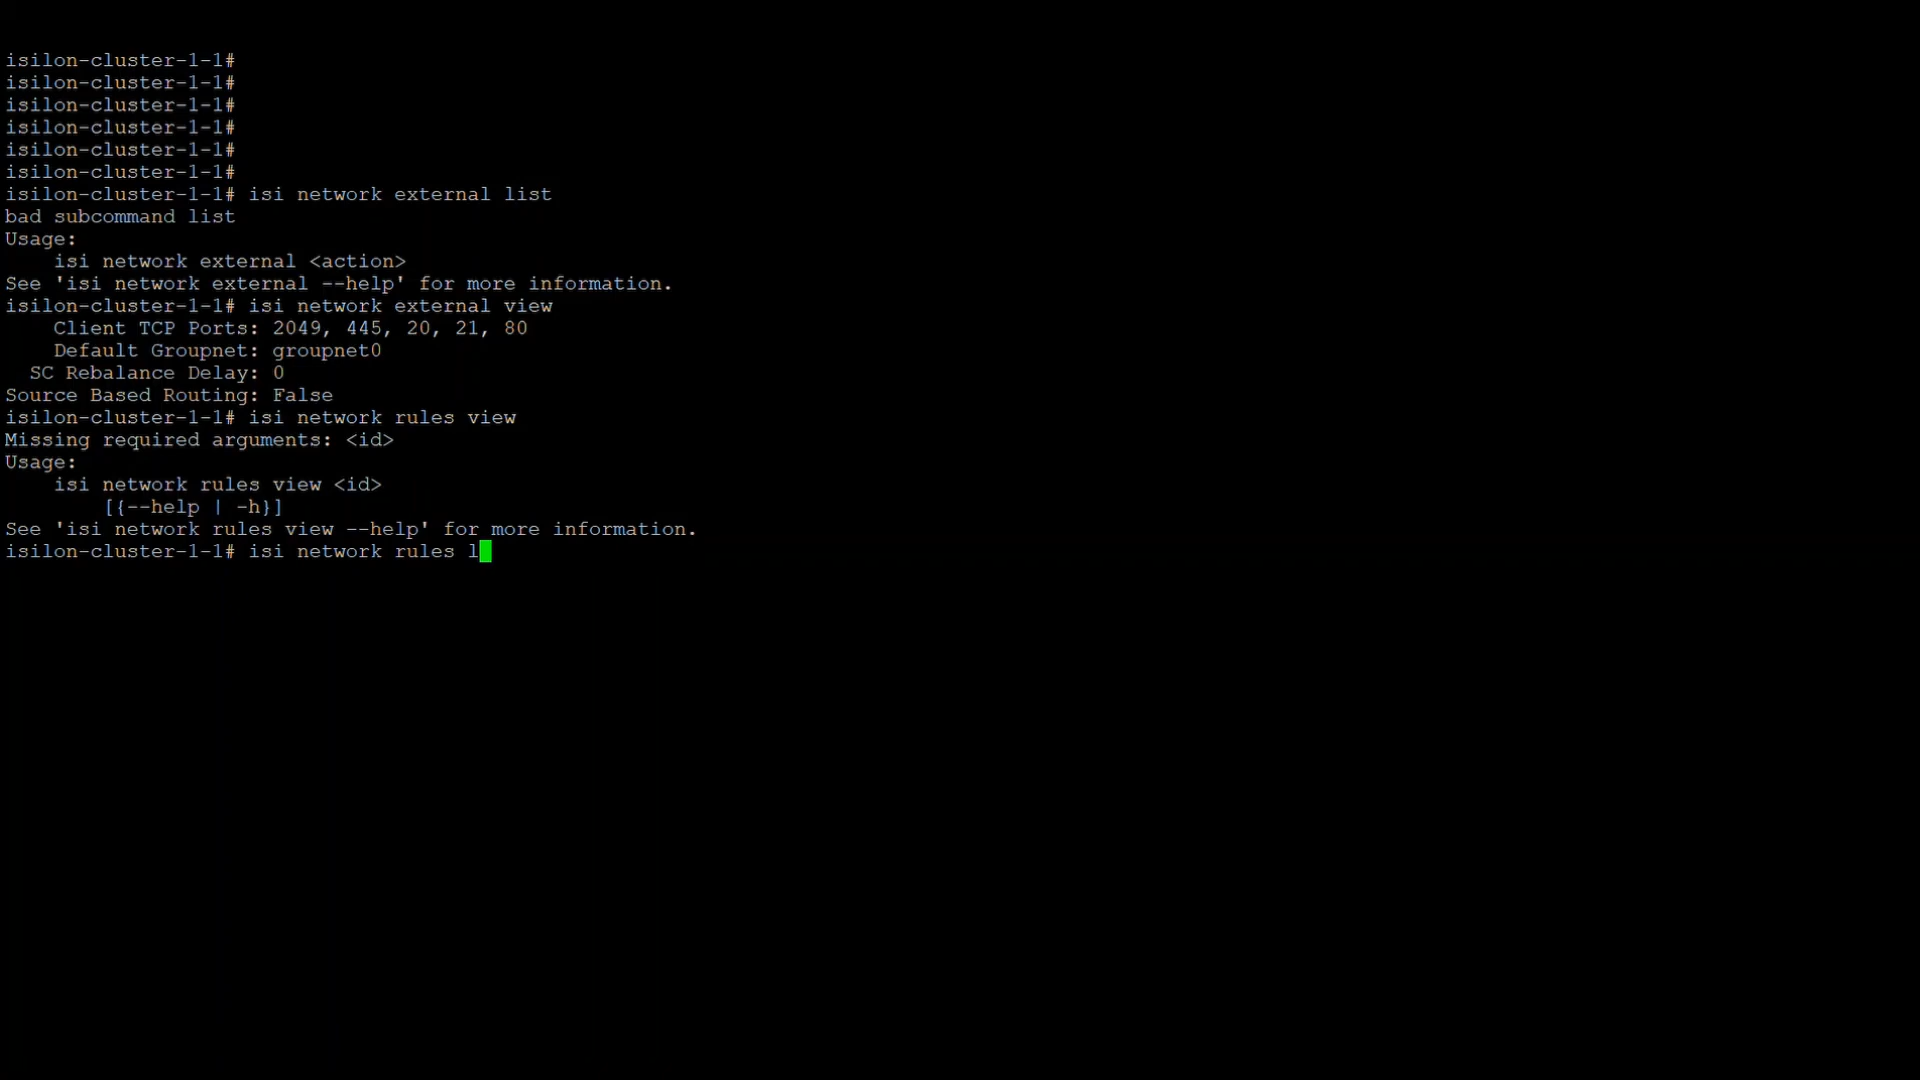 isilon-cluster-1-1#
isilon-cluster-1-1#
isilon-cluster-1-1#
isilon-cluster-1-1#
isilon-cluster-1-1#
isilon-cluster-1-1#
isilon-cluster-1-1# isi network external list
bad subcommand list
Usage:
    isi network external <action>
See 'isi network external --help' for more information.
isilon-cluster-1-1# isi network external view
    Client TCP Ports: 2049, 445, 20, 21, 80
    Default Groupnet: groupnet0
  SC Rebalance Delay: 0
Source Based Routing: False
isilon-cluster-1-1# isi network rules view
Missing required arguments: <id>
Usage:
    isi network rules view <id>
        [{--help | -h}]
See 'isi network rules view --help' for more information.
isilon-cluster-1-1# isi network rules l